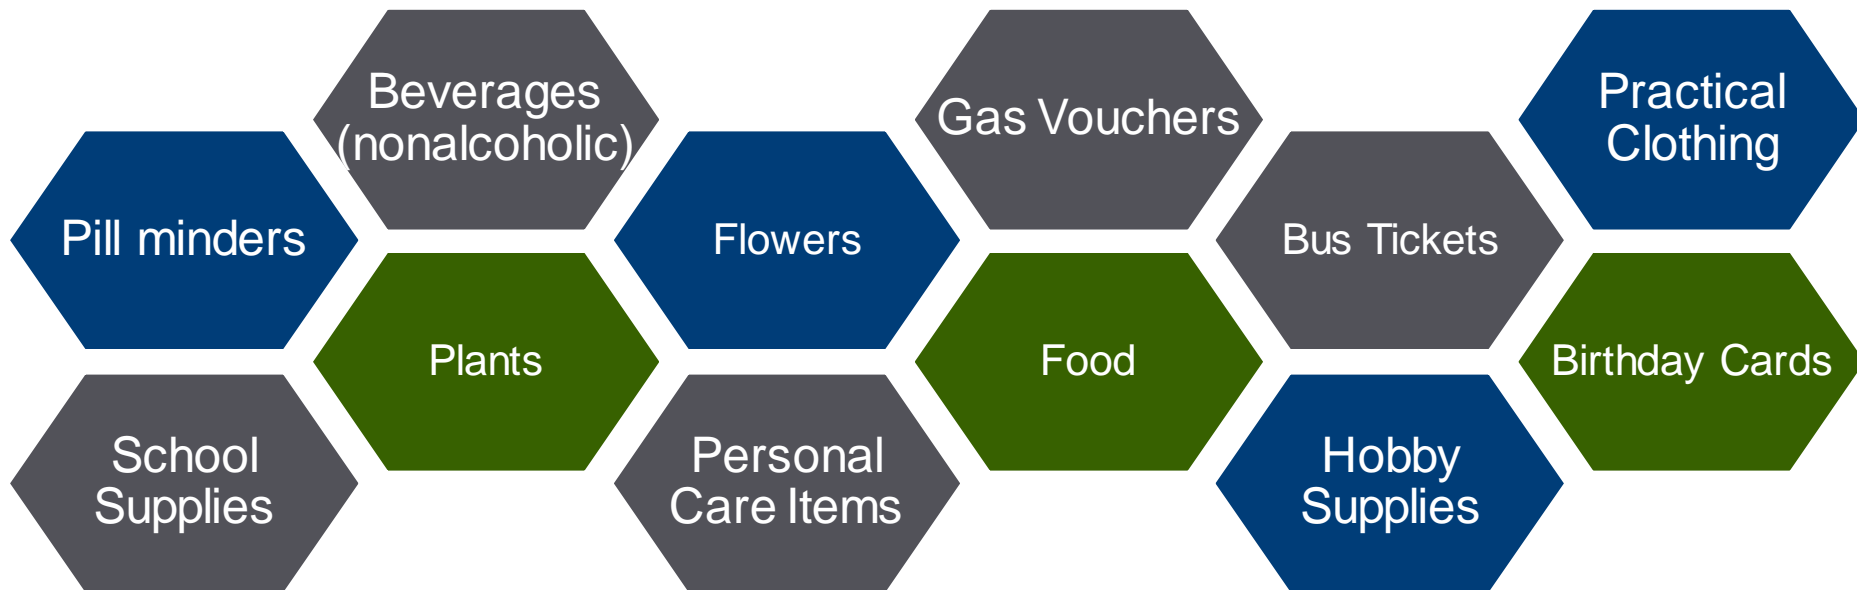 Beverages
(nonalcoholic)
Gas Vouchers
Practical
Clothing
Pill minders
Flowers
Bus Tickets
Plants
Food
Birthday Cards
School
Supplies
Personal
Care Items
Hobby
Supplies